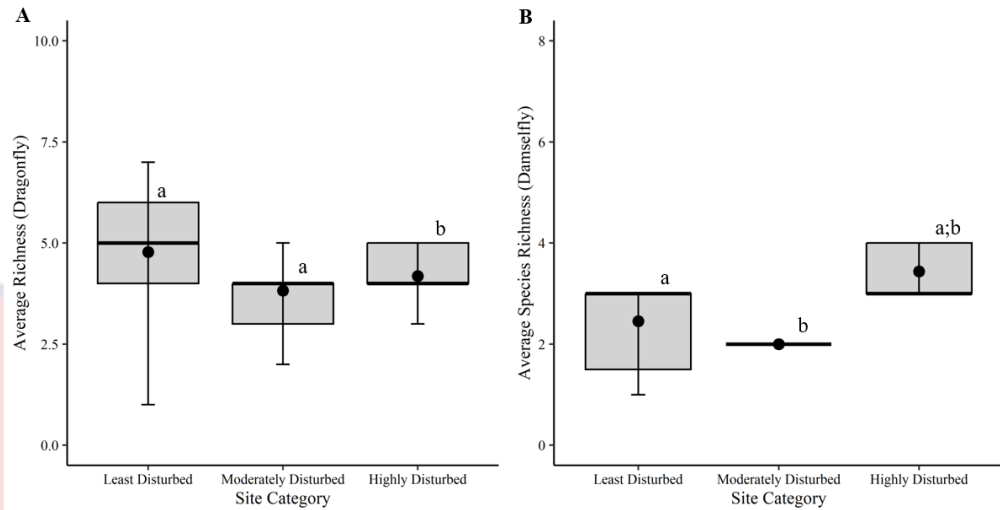 A
Average Richness (Dragonfly)
10.0
7.5
5.0
2.5
0.0
a
a
b
Least Disturbed
Moderately Disturbed
Highly Disturbed
Site Category
B
Average Species Richness (Damselfly)
8
6
4
2
0
a
b
a;b
Least Disturbed
Moderately Disturbed
Highly Disturbed
Site Category